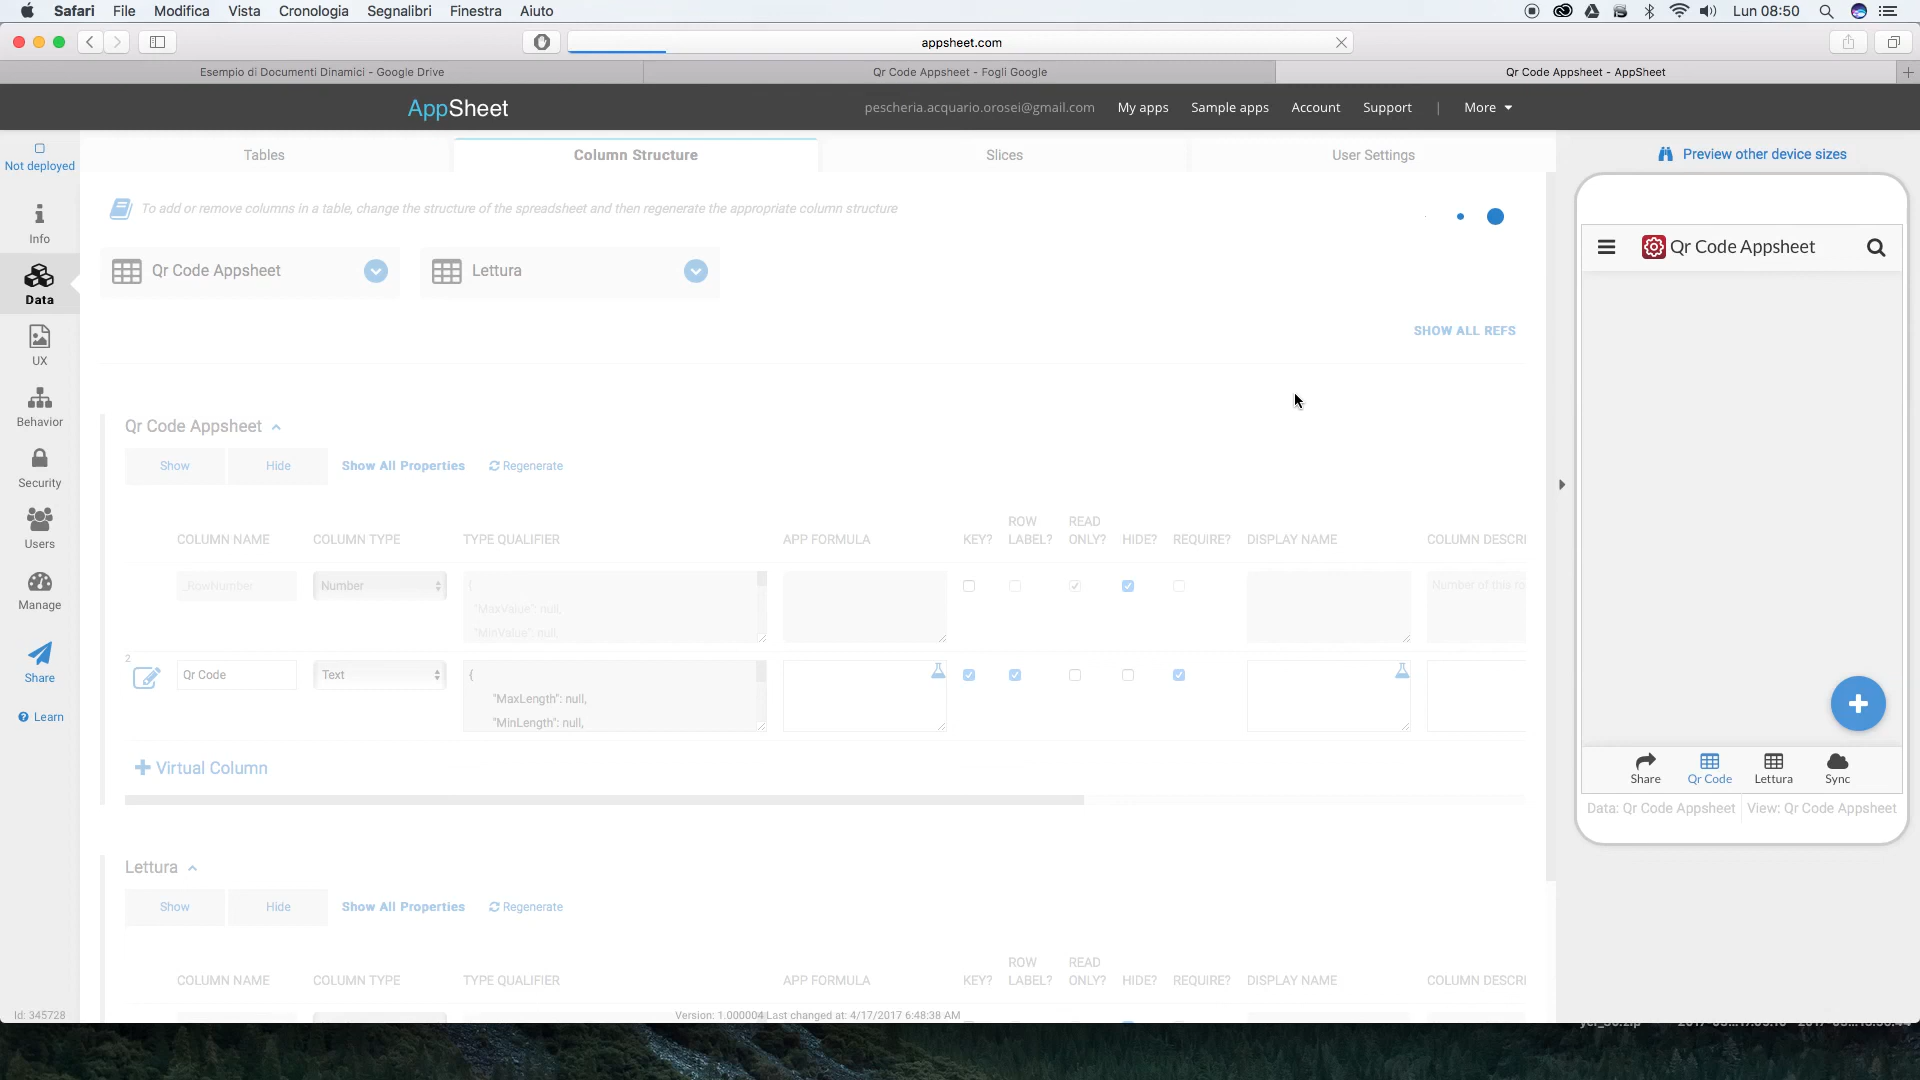 Safari File Modifica Vista Cronologia Segnalibri Finestra Aiuto Lun 08:50
appsheet.com
Esempio di Documenti Dinamici - Google Drive Qr Code Appsheet - Fogli Google Qr Code Appsheet - AppSheet
AppSheet pescheria.acquario.orosei@gmail.com My apps Sample apps Account Support | More
Not deployed
Info
Data
UX
Behavior
Security
Users
Manage
Share
Learn
Id: 345728
Tables Column Structure Slices User Settings
To add or remove columns in a table, change the structure of the spreadsheet and then regenerate the appropriate column structure
Qr Code Appsheet Lettura
SHOW ALL REFS
Qr Code Appsheet
Show Hide Show All Properties Regenerate
COLUMN NAME COLUMN TYPE TYPE QUALIFIER APP FORMULA KEY? ROW LABEL? READ ONLY? HIDE? REQUIRE? DISPLAY NAME COLUMN DESCRI
_RowNumber Number { Number of this ro
"MaxValue": null,
"MinValue": null,
2
Qr Code Text {
"MaxLength": null,
"MinLength": null,
Virtual Column
Lettura
Show Hide Show All Properties Regenerate
COLUMN NAME COLUMN TYPE TYPE QUALIFIER APP FORMULA KEY? ROW LABEL? READ ONLY? HIDE? REQUIRE? DISPLAY NAME COLUMN DESCRI
Version: 1.000004 Last changed at: 4/17/2017 6:48:38 AM
Preview other device sizes
Qr Code Appsheet
Share Qr Code Lettura Sync
Data: Qr Code Appsheet View: Qr Code Appsheet